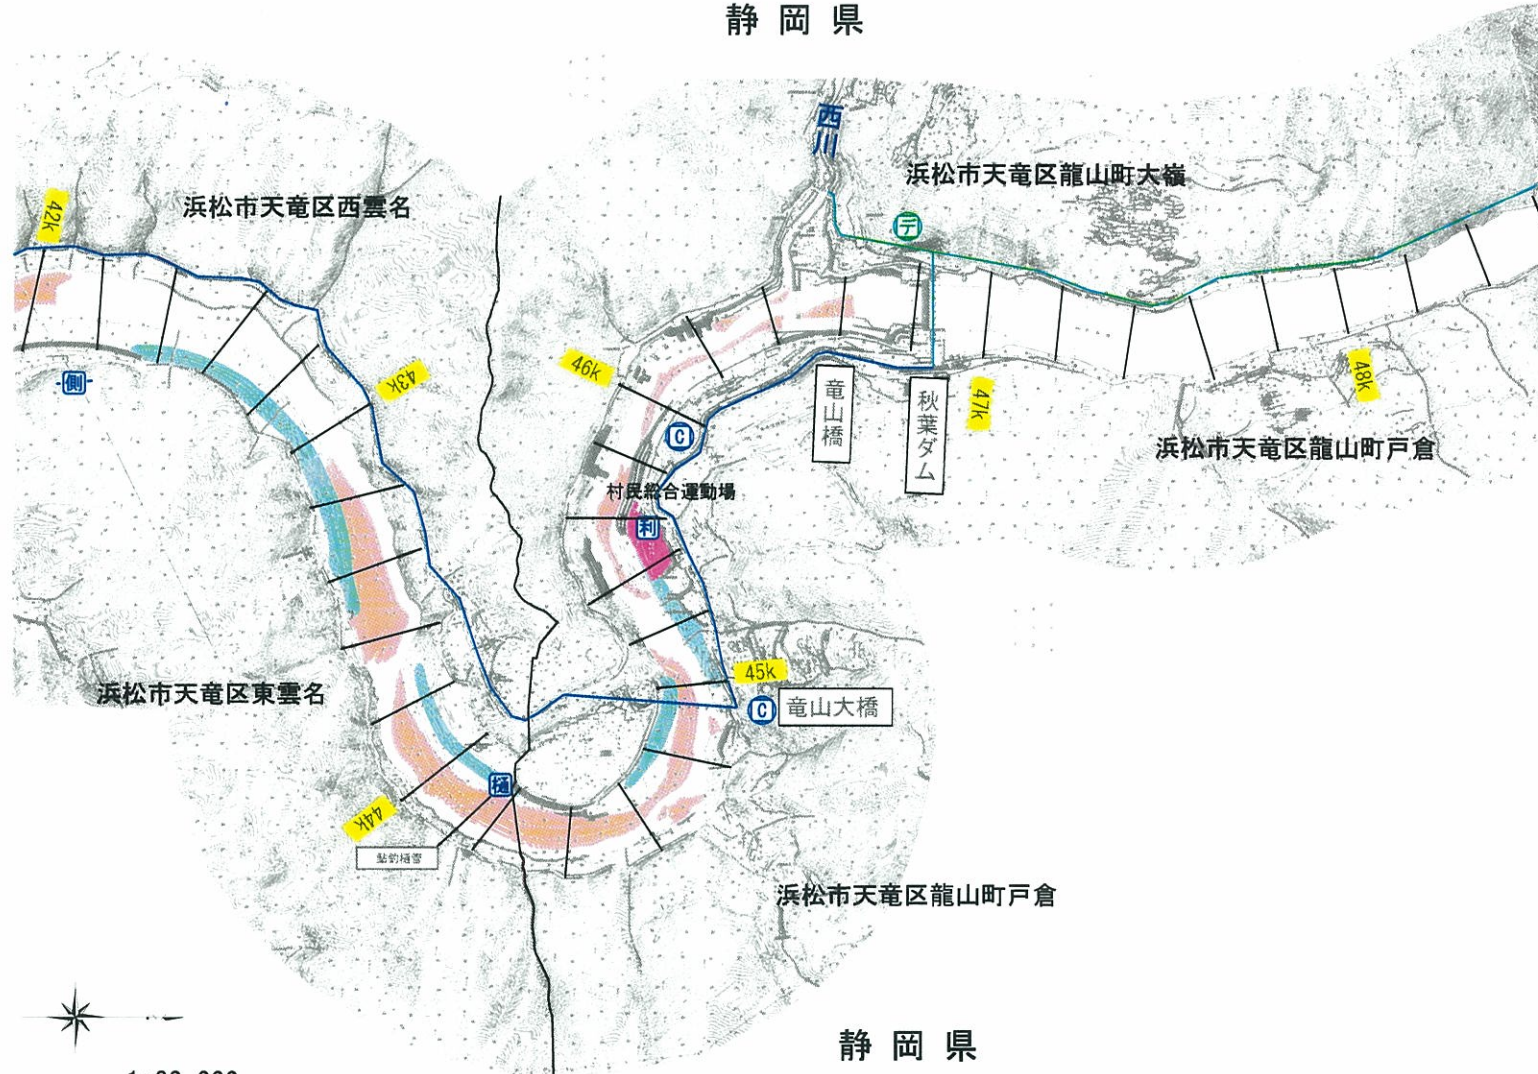 静岡県
西川
浜松市天竜区龍山町大嶺
42k
浜松市天竜区西雲名
デ
側
43k
46k
竜山橋
秋葉ダム
47k
48k
C
浜松市天竜区龍山町戸倉
村民総合運動場
利
浜松市天竜区東雲名
45k
C
竜山大橋
樋
44k
浜松市天竜区龍山町戸倉
静岡県